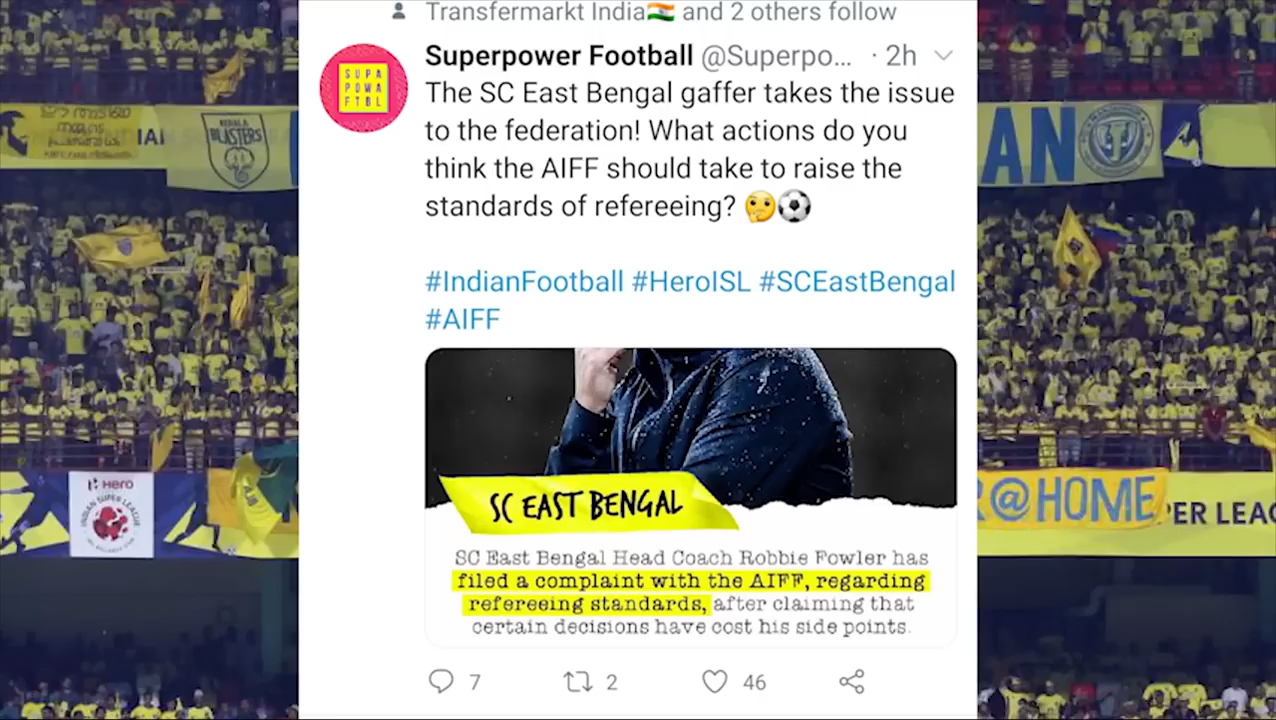 Transfermarkt India🇮🇳 and 2 others follow
Superpower Football @Superpo... · 2h
SUPA
POWA
FTBL
The SC East Bengal gaffer takes the issue
to the federation! What actions do you
think the AIFF should take to raise the
standards of refereeing? 🤔⚽
#IndianFootball #HeroISL #SCEastBengal
#AIFF
SC EAST BENGAL
SC East Bengal Head Coach Robbie Fowler has
filed a complaint with the AIFF, regarding
refereeing standards, after claiming that
certain decisions have cost his side points.
7
2
46
KERALA
BLASTERS
IAN
AN
Hero
INDIAN SUPER LEAGUE
R@HOME
PER LEAG